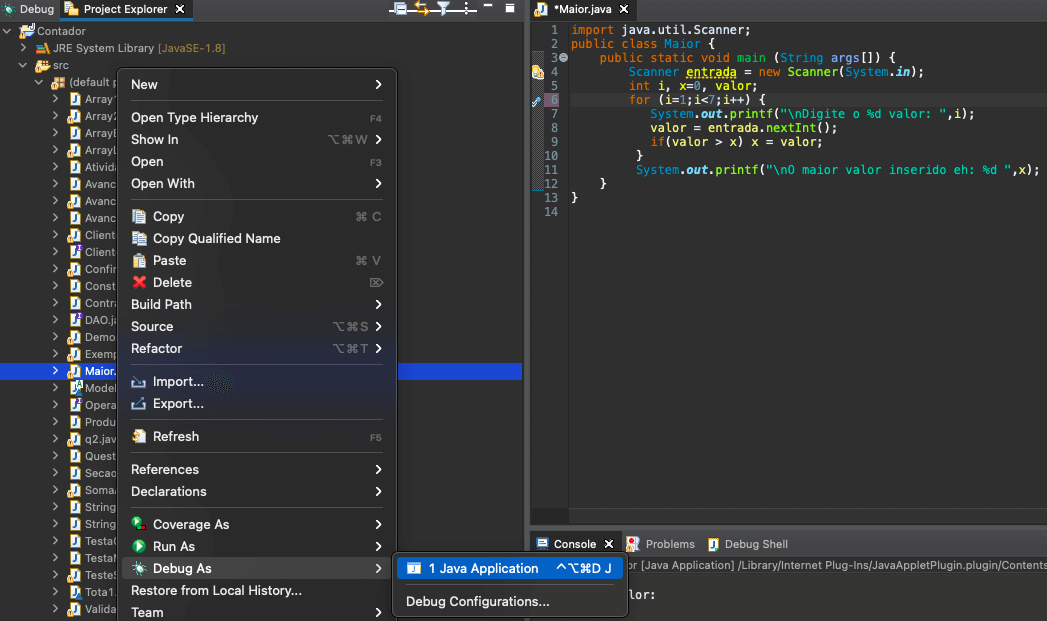 Debug
Project Explorer
*Maior.java
Contador
JRE System Library [JavaSE-1.8]
src
(default p
Array1
Array2
ArrayE
ArrayL
Ativida
Avanc
Avanc
Avanc
Client
Client
Confir
Const
Contra
DAO.ja
Demo
Exemp
Maior.
Model
Opera
Produ
q2.jav
Quest
Secao
Soma
String
String
TestaC
TestaM
TesteS
Tota1.
Valida
New
Open Type Hierarchy F4
Show In ⌥⌘W
Open F3
Open With
Copy ⌘ C
Copy Qualified Name
Paste ⌘ V
Delete ⌦
Build Path
Source ⌥⌘S
Refactor ⌥⌘T
Import...
Export...
Refresh F5
References
Declarations
Coverage As
Run As
Debug As
Restore from Local History...
Team
1 Java Application ^⌥⌘D J
Debug Configurations...
1 import java.util.Scanner;
2 public class Maior {
3 public static void main (String args[]) {
4 Scanner entrada = new Scanner(System.in);
5 int i, x=0, valor;
6 for (i=1;i<7;i++) {
7 System.out.printf("\nDigite o %d valor: ",i);
8 valor = entrada.nextInt();
9 if(valor > x) x = valor;
10 }
11 System.out.printf("\nO maior valor inserido eh: %d ",x);
12 }
13 }
14
Console
Problems
Debug Shell
or [Java Application] /Library/Internet Plug-Ins/JavaAppletPlugin.plugin/Contents
lor: